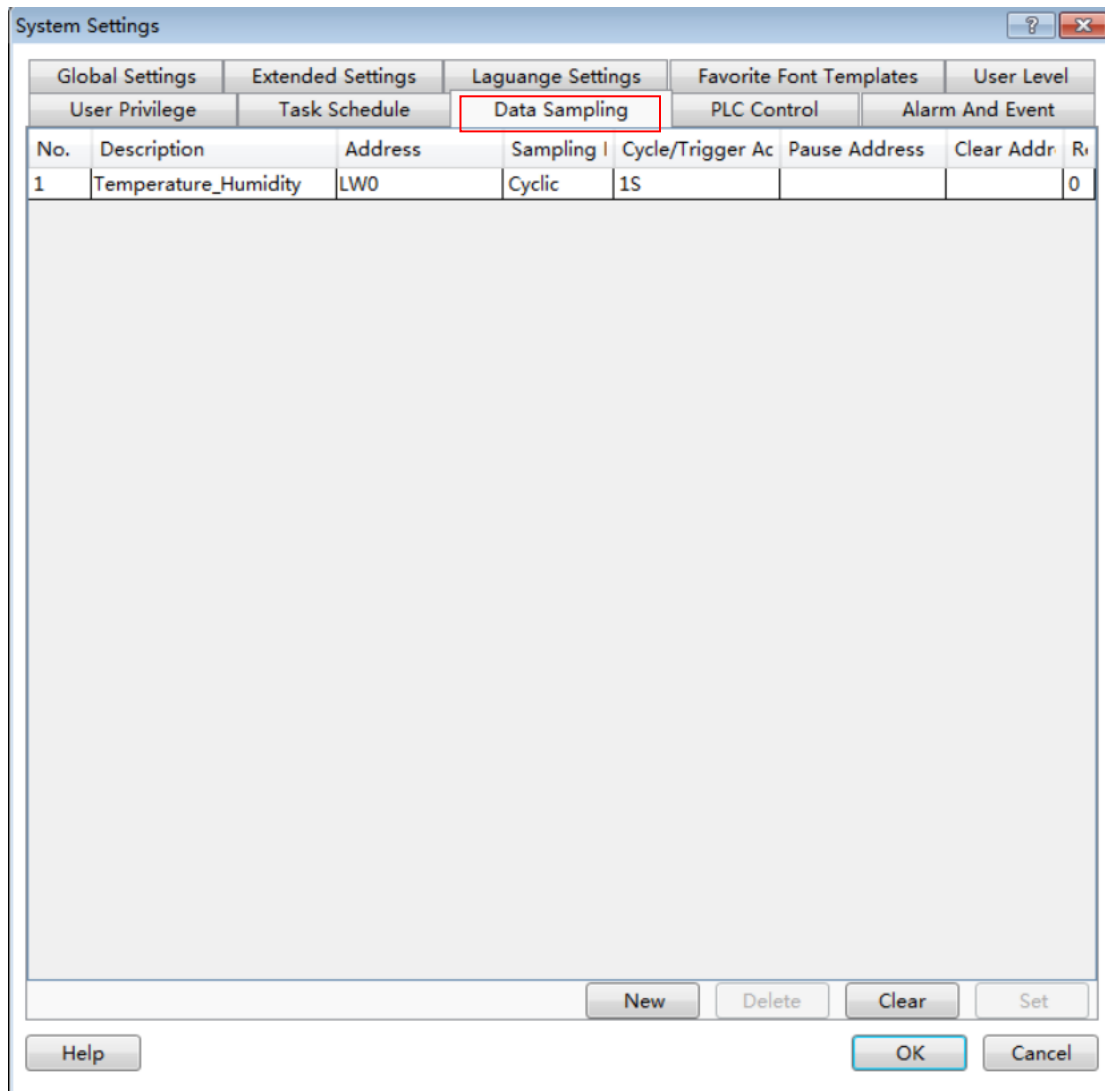 System Settings
Global Settings Extended Settings Laguange Settings Favorite Font Templates User Level
User Privilege Task Schedule Data Sampling PLC Control Alarm And Event
No. Description Address Sampling Cycle/Trigger Ac Pause Address Clear Addr
1 Temperature_Humidity LW0 Cyclic 1S 0
New Delete Clear Set
Help OK Cancel